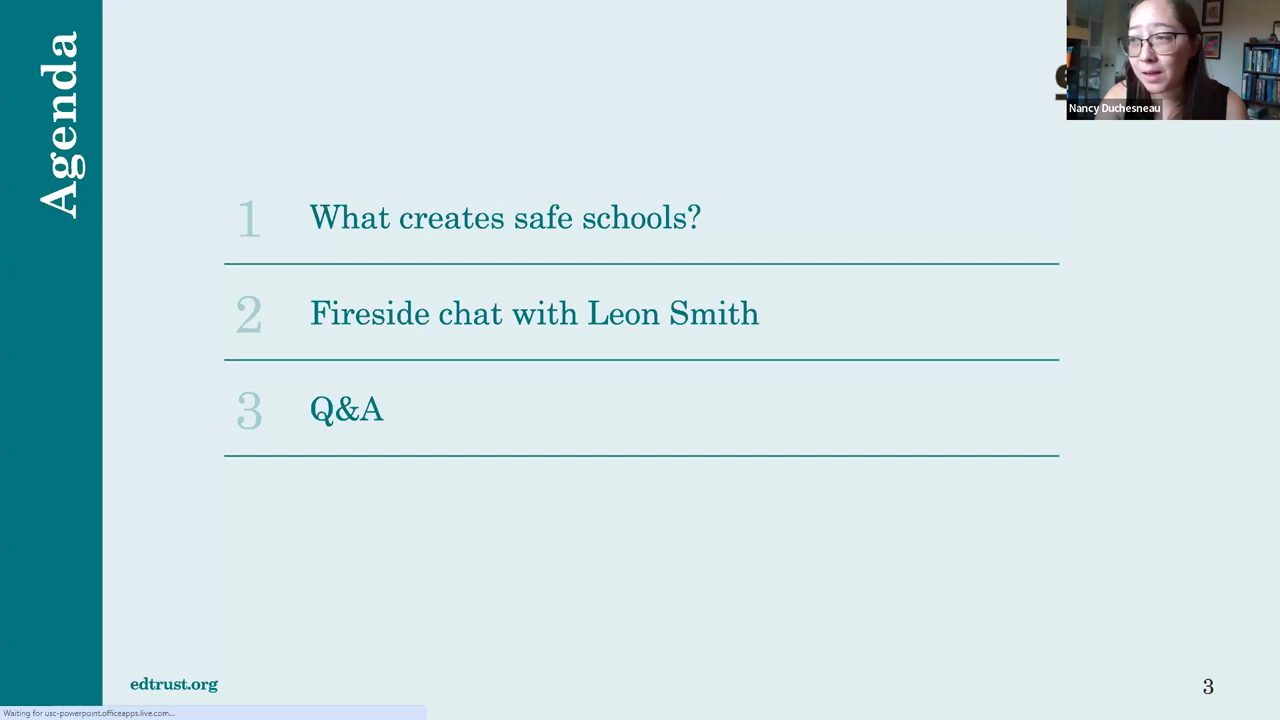 Agenda
Nancy Duchesneau
1 What creates safe schools?
2 Fireside chat with Leon Smith
3 Q&A
edtrust.org
3
Waiting for usc-powerpoint.officeapps.live.com...